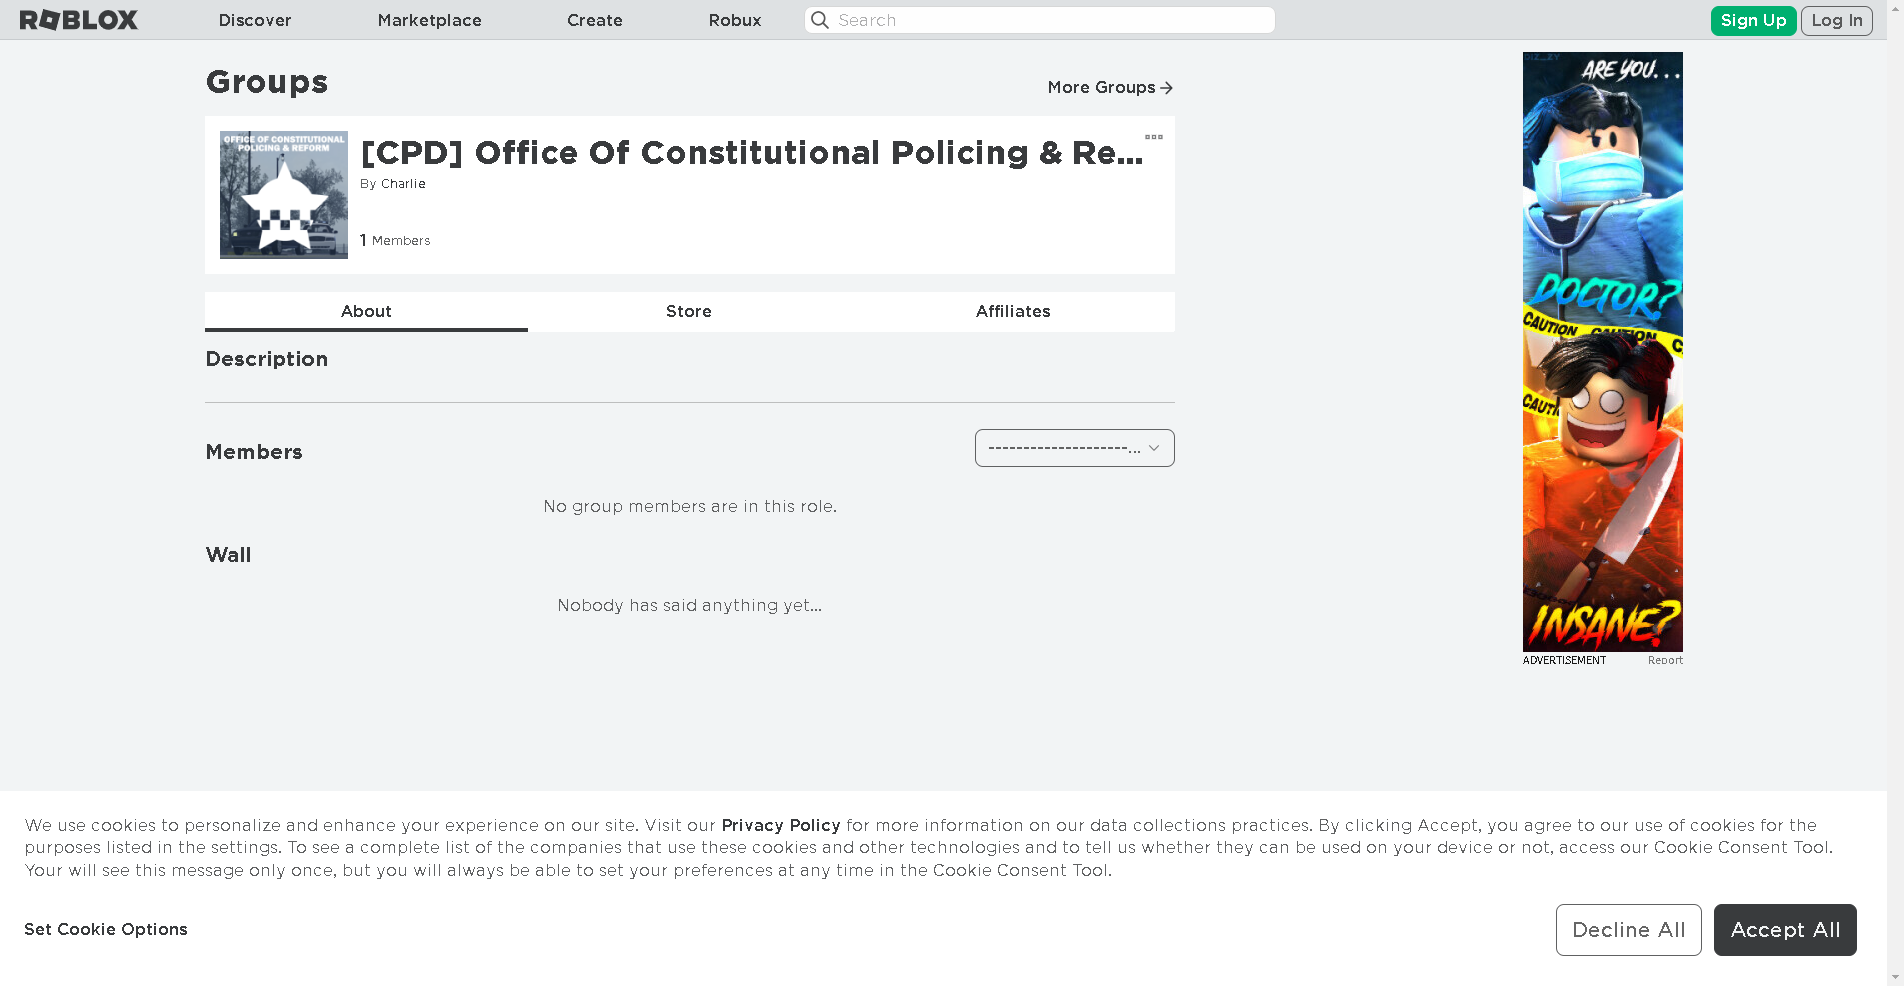 ROBLOX
Discover
Marketplace
Create
Robux
Search
Sign Up
Log In
Groups
More Groups
OFFICE OF CONSTITUTIONAL
POLICING & REFORM
[CPD] Office Of Constitutional Policing & Re...
By Charlie
1 Members
About
Store
Affiliates
Description
Members
--------------------...
No group members are in this role.
Wall
Nobody has said anything yet...
ARE YOU...
DOCTOR?
CAUTION CAUTION
INSANE?
ADVERTISEMENT
Report
We use cookies to personalize and enhance your experience on our site. Visit our Privacy Policy for more information on our data collections practices. By clicking Accept, you agree to our use of cookies for the
purposes listed in the settings. To see a complete list of the companies that use these cookies and other technologies and to tell us whether they can be used on your device or not, access our Cookie Consent Tool.
Your will see this message only once, but you will always be able to set your preferences at any time in the Cookie Consent Tool.
Set Cookie Options
Decline All
Accept All